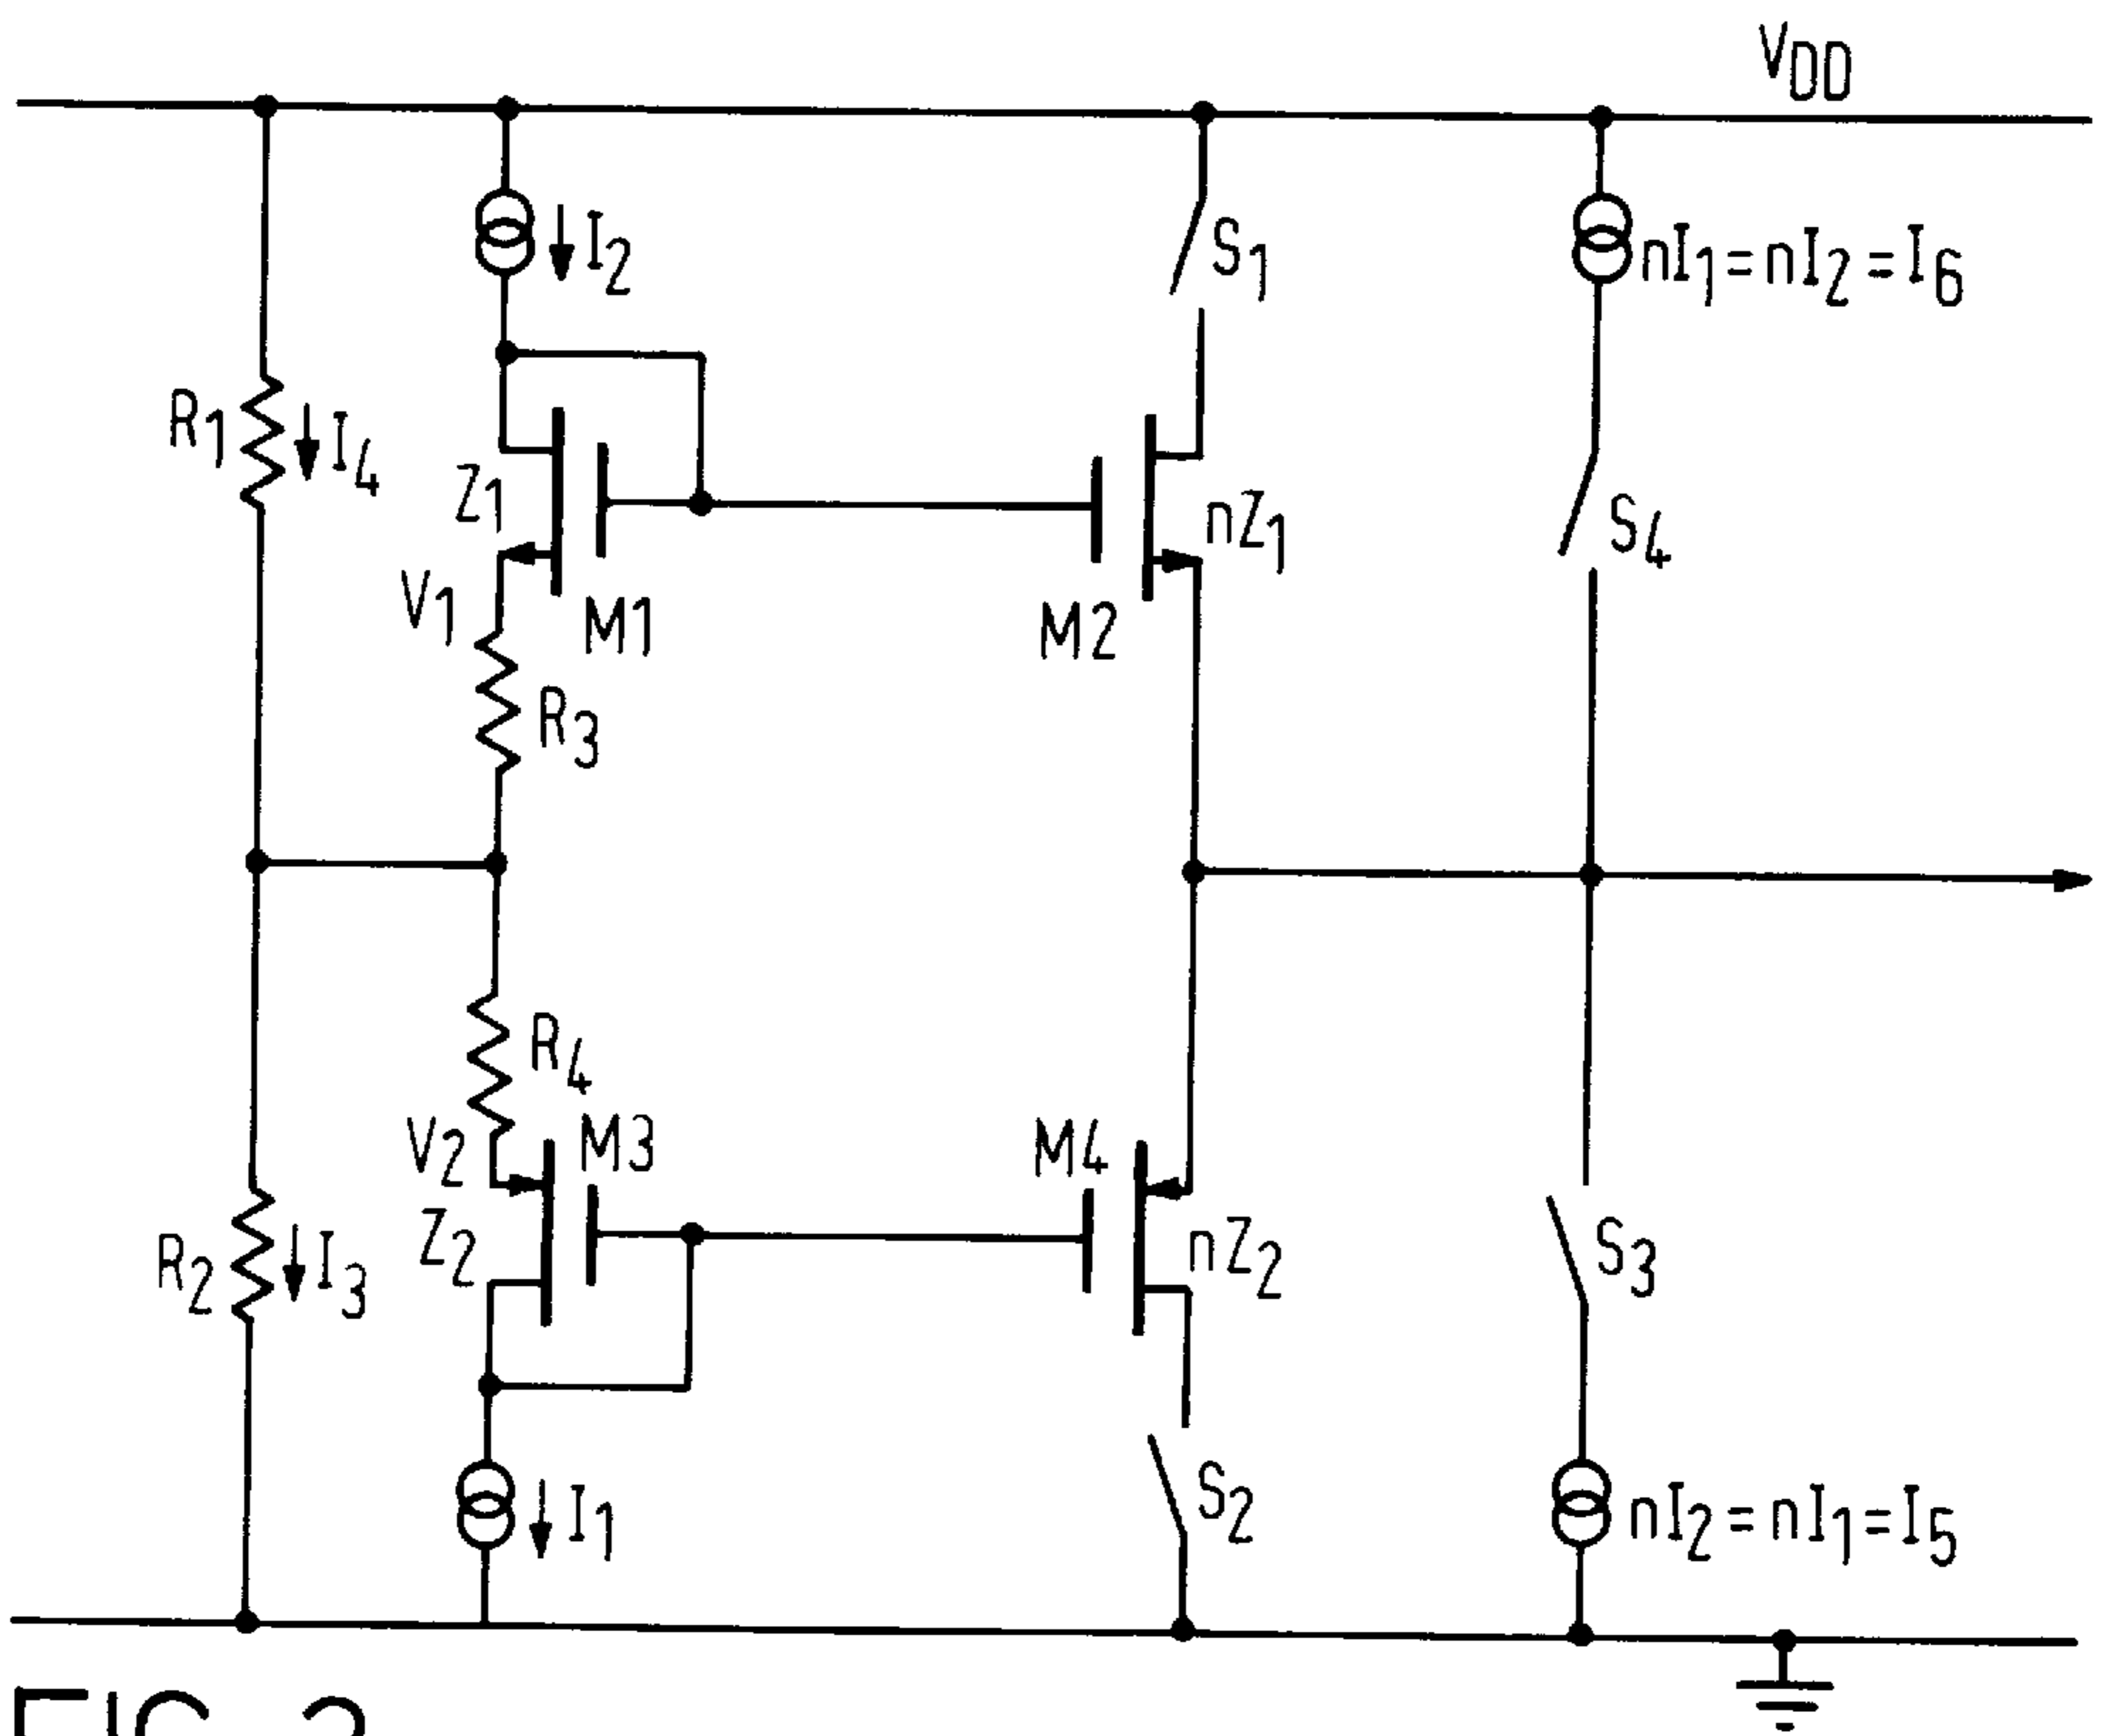 VDD
I2
S1
nI1=nI2=I6
R1
I4
Z1
nZ1
S4
V1
M1
M2
R3
R4
V2
M3
M4
Z2
nZ2
R2
I3
S3
S2
I1
nI2=nI1=I5